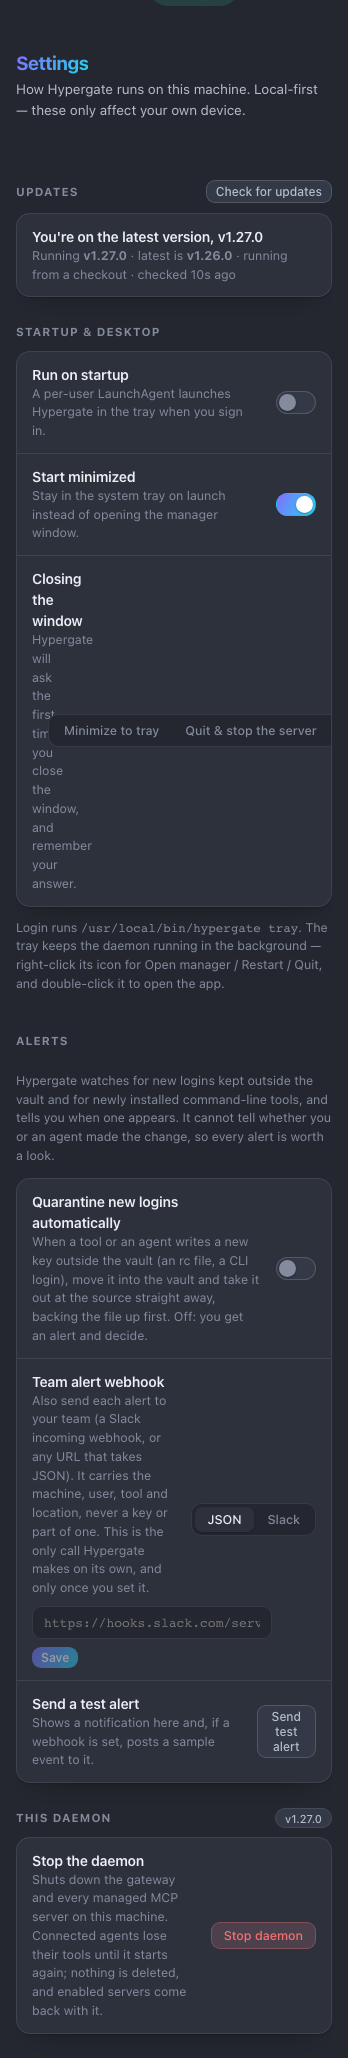 Settings
How Hypergate runs on this machine. Local-first
— these only affect your own device.
UPDATES
Check for updates
You're on the latest version, v1.27.0
Running v1.27.0 · latest is v1.26.0 · running
from a checkout · checked 10s ago
STARTUP & DESKTOP
Run on startup
A per-user LaunchAgent launches
Hypergate in the tray when you sign
in.
Start minimized
Stay in the system tray on launch
instead of opening the manager
window.
Closing
the
window
Hypergate
will
ask
the
first
time
you
close
the
window,
and
remember
your
answer.
Minimize to tray
Quit & stop the server
Login runs /usr/local/bin/hypergate tray. The
tray keeps the daemon running in the background —
right-click its icon for Open manager / Restart / Quit,
and double-click it to open the app.
ALERTS
Hypergate watches for new logins kept outside the
vault and for newly installed command-line tools, and
tells you when one appears. It cannot tell whether you
or an agent made the change, so every alert is worth
a look.
Quarantine new logins
automatically
When a tool or an agent writes a new
key outside the vault (an rc file, a CLI
login), move it into the vault and take it
out at the source straight away,
backing the file up first. Off: you get
an alert and decide.
Team alert webhook
Also send each alert to
your team (a Slack
incoming webhook, or
any URL that takes
JSON). It carries the
machine, user, tool and
location, never a key or
part of one. This is the
only call Hypergate
makes on its own, and
only once you set it.
JSON
Slack
https://hooks.slack.com/serv
Save
Send a test alert
Shows a notification here and, if a
webhook is set, posts a sample
event to it.
Send
test
alert
THIS DAEMON
v1.27.0
Stop the daemon
Shuts down the gateway
and every managed MCP
server on this machine.
Connected agents lose
their tools until it starts
again; nothing is deleted,
and enabled servers come
back with it.
Stop daemon